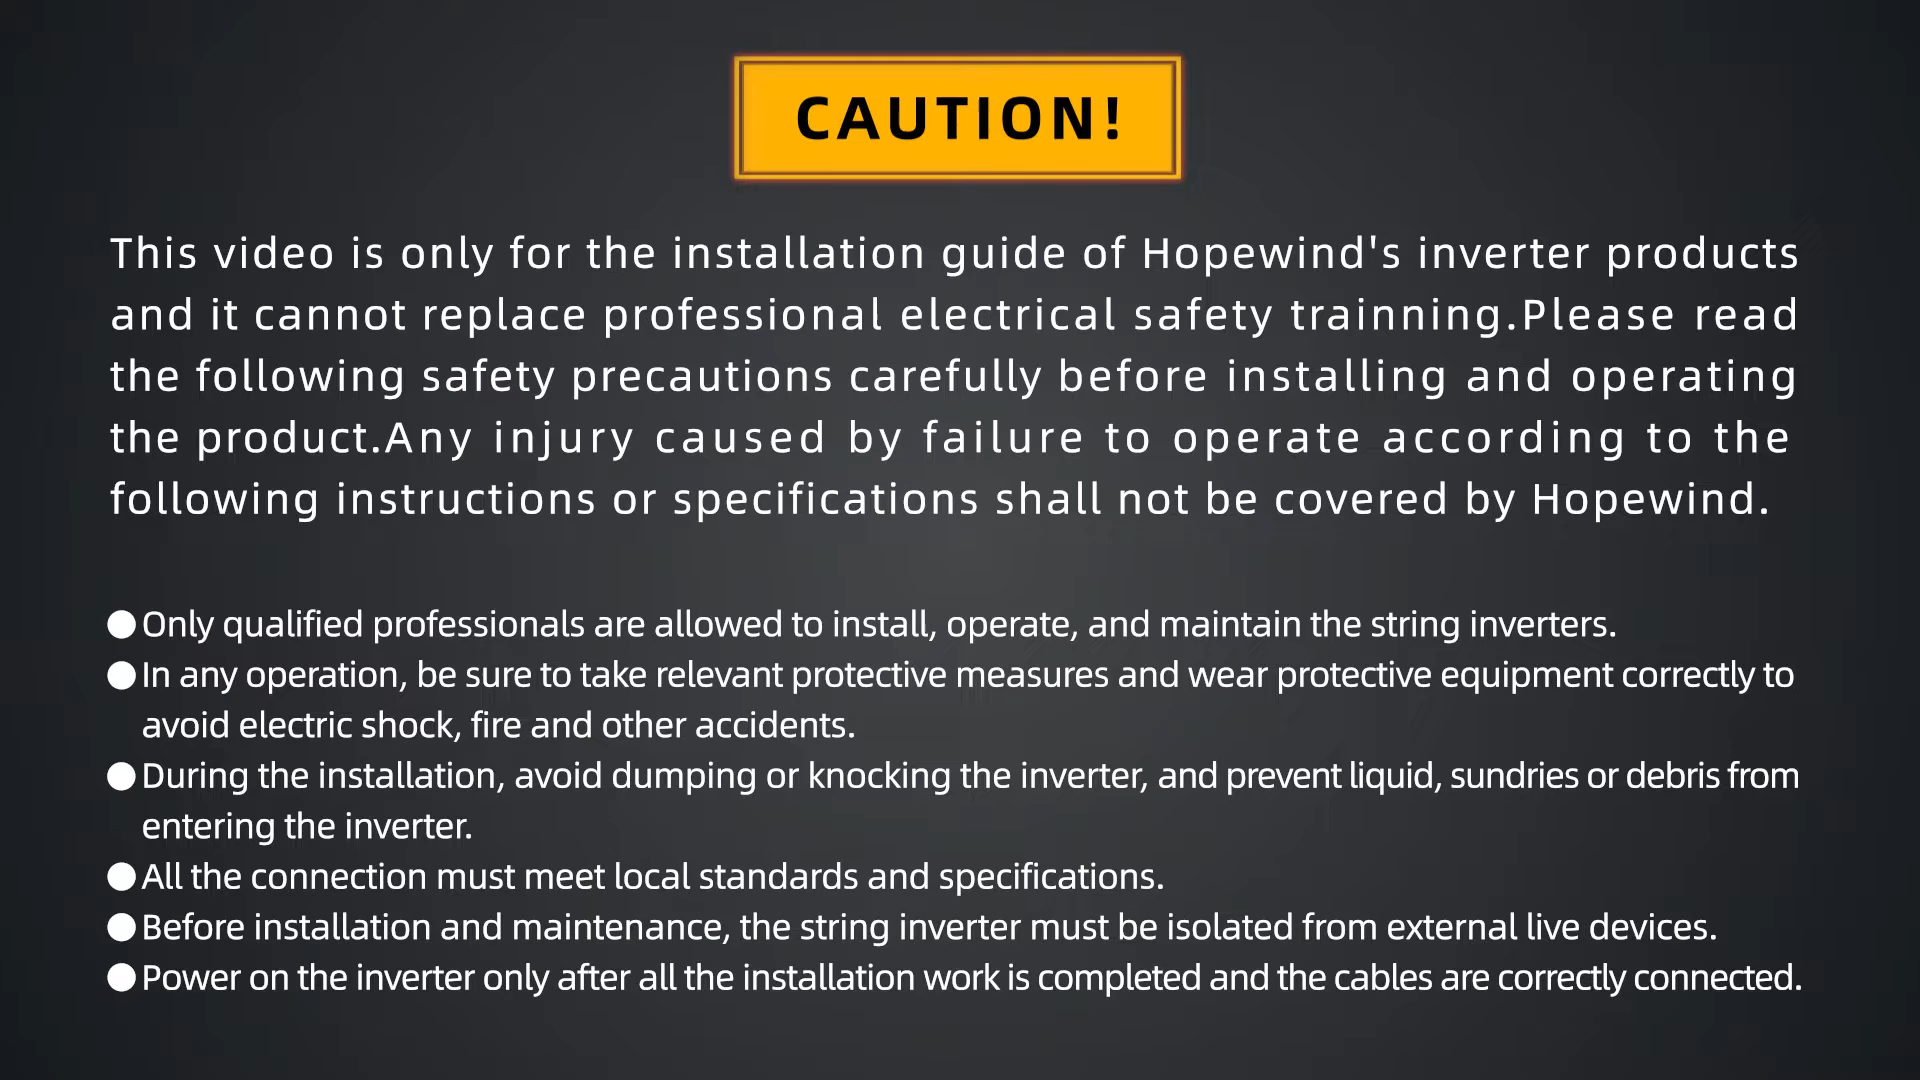 CAUTION!
This video is only for the installation guide of Hopewind's inverter products
and it cannot replace professional electrical safety trainning.Please read
the following safety precautions carefully before installing and operating
the product.Any injury caused by failure to operate according to the
following instructions or specifications shall not be covered by Hopewind.
●Only qualified professionals are allowed to install, operate, and maintain the string inverters.
●In any operation, be sure to take relevant protective measures and wear protective equipment correctly to
avoid electric shock, fire and other accidents.
●During the installation, avoid dumping or knocking the inverter, and prevent liquid, sundries or debris from
entering the inverter.
●All the connection must meet local standards and specifications.
●Before installation and maintenance, the string inverter must be isolated from external live devices.
●Power on the inverter only after all the installation work is completed and the cables are correctly connected.